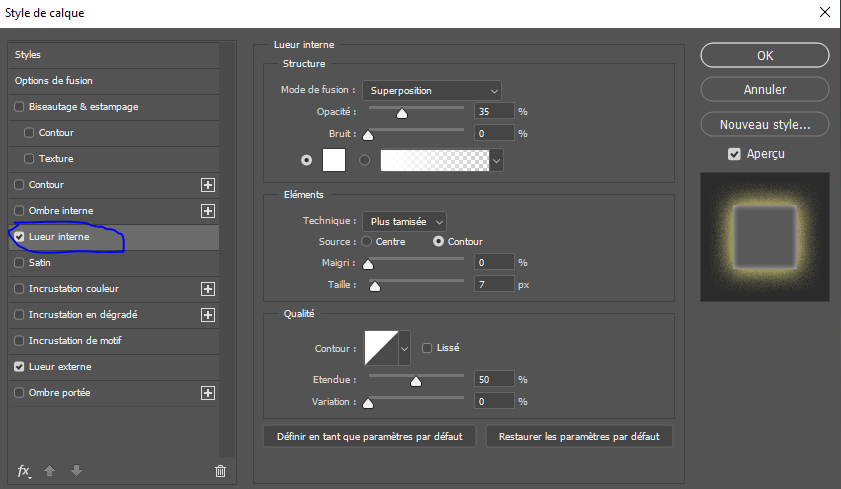 Style de calque
Styles
Options de fusion
Biseautage & estampage
Contour
Texture
Contour
Ombre interne
Lueur interne
Satin
Incrustation couleur
Incrustation en dégradé
Incrustation de motif
Lueur externe
Ombre portée
fx
Lueur interne
Structure
Mode de fusion : Superposition
Opacité : 35 %
Bruit : 0 %
Eléments
Technique : Plus tamisée
Source : Centre Contour
Maigri : 0 %
Taille : 7 px
Qualité
Contour : Lissé
Etendue : 50 %
Variation : 0 %
Définir en tant que paramètres par défaut
Restaurer les paramètres par défaut
OK
Annuler
Nouveau style...
Aperçu